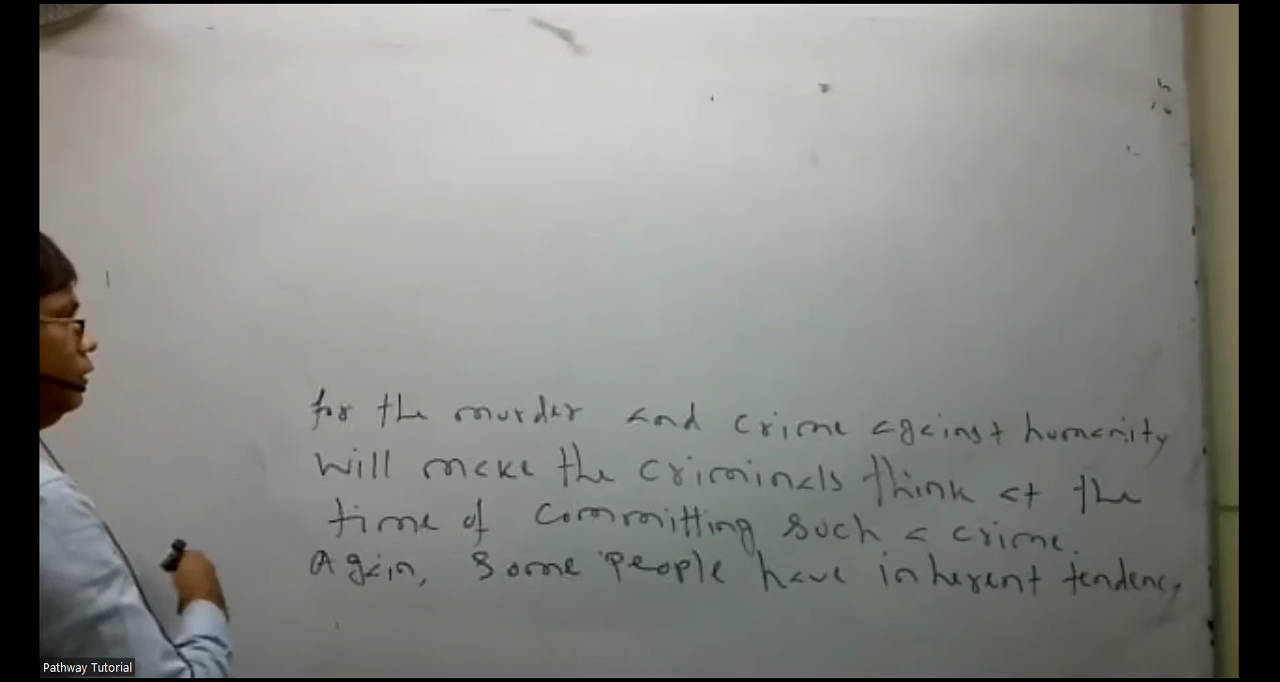 for the murder and crime against humanity
will make the criminals think at the
time of committing such a crime.
Again, Some people have inherent tendency
Pathway Tutorial